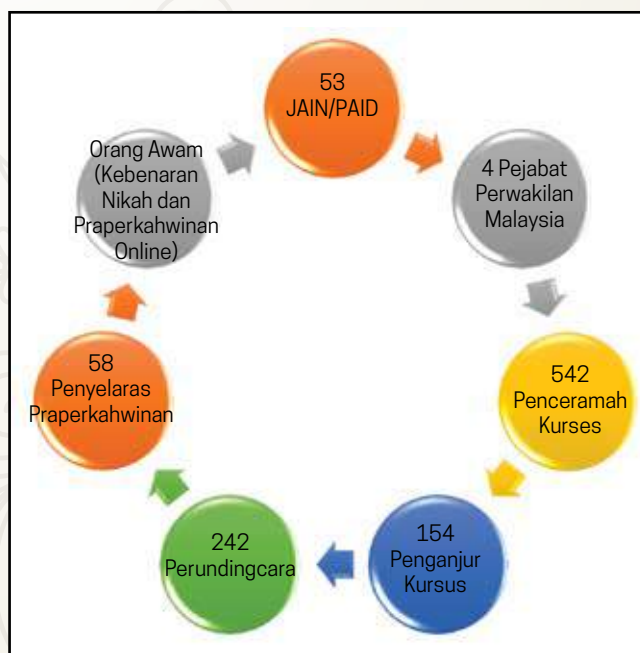 53
JAIN/PAID
4 Pejabat
Perwakilan
Malaysia
542
Penceramah
Kurses
154
Penganjur
Kursus
242
Perundingcara
58
Penyelaras
Praperkahwinan
Orang Awam
(Kebenaran
Nikah dan
Praperkahwinan
Online)